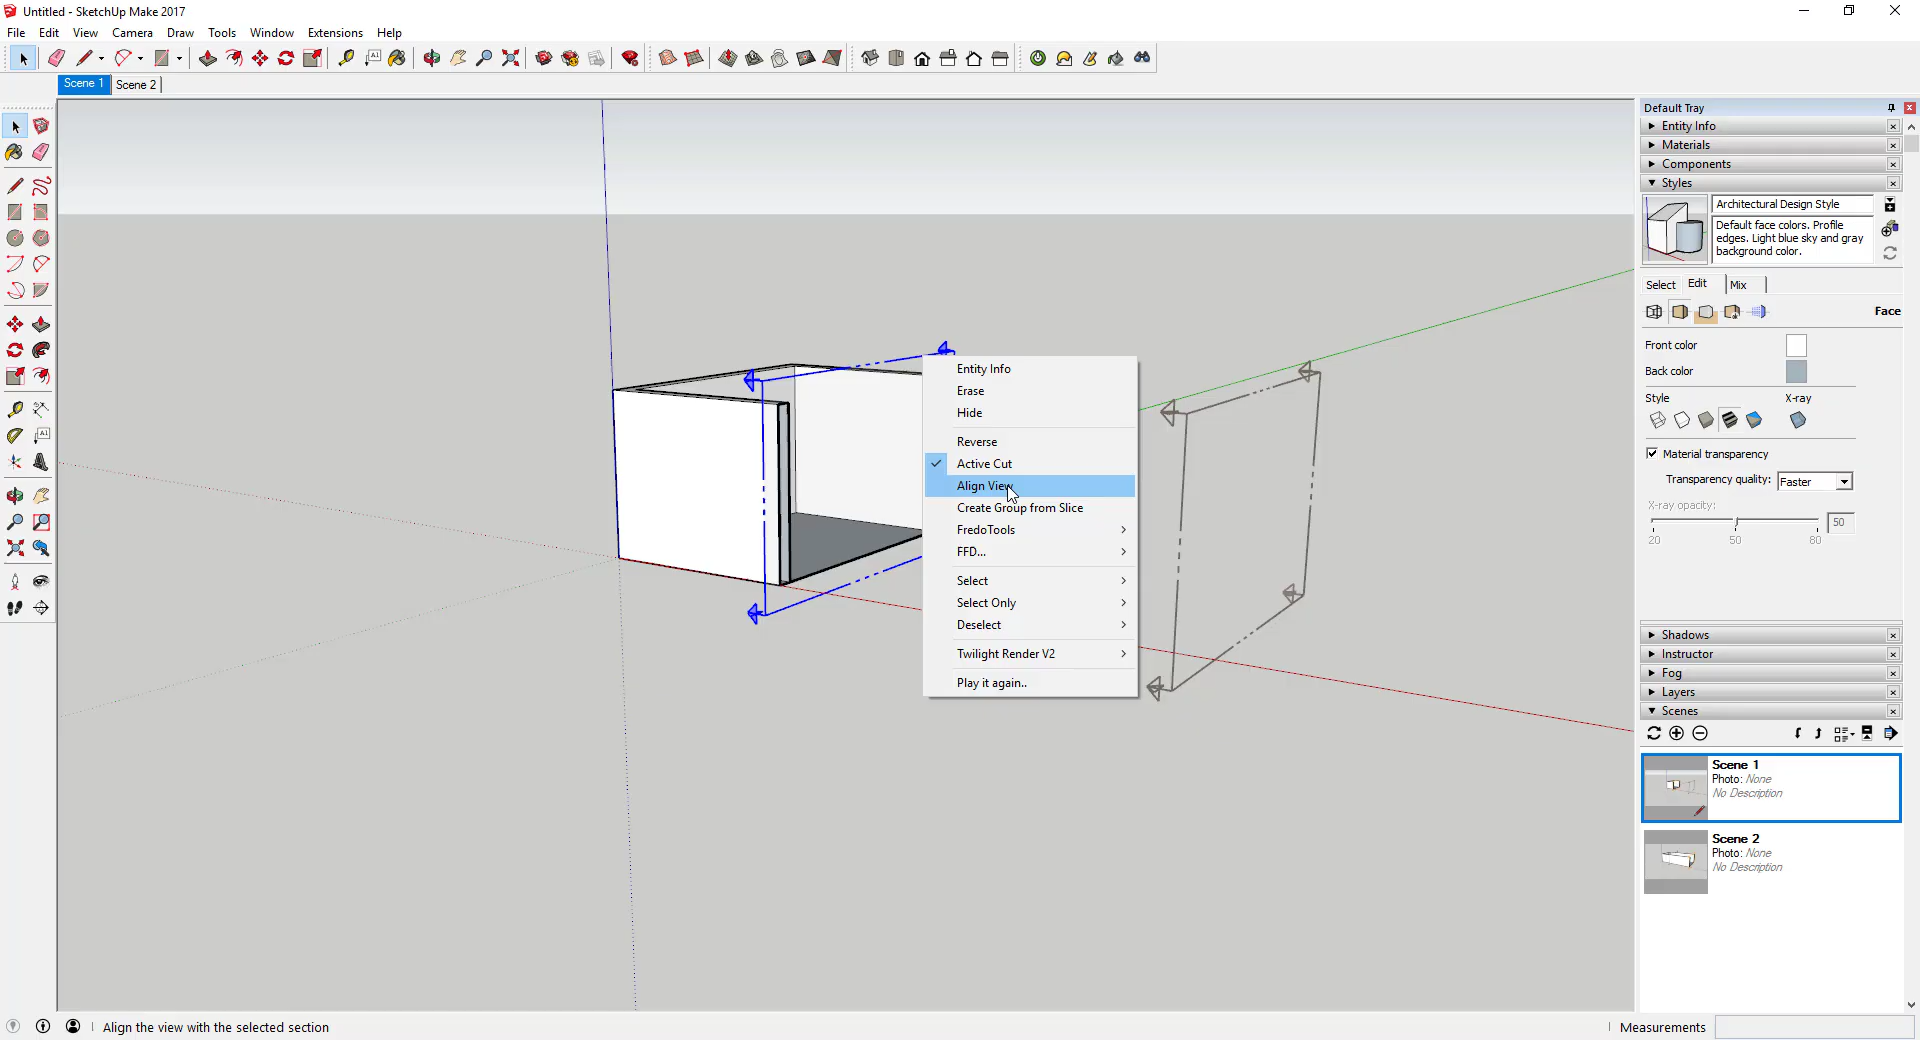 Untitled - SketchUp Make 2017
File Edit View Camera Draw Tools Window Extensions Help
Scene 1 Scene 2
Default Tray
Entity Info
Materials
Components
Styles
Architectural Design Style
Default face colors. Profile
edges. Light blue sky and gray
background color.
Select Edit Mix
Face
Front color
Back color
Style X-ray
Material transparency
Transparency quality: Faster
X-ray opacity:
50
20 50 80
Shadows
Instructor
Fog
Layers
Scenes
Scene 1
Photo: None
No Description
Scene 2
Photo: None
No Description
Entity Info
Erase
Hide
Reverse
Active Cut
Align View
Create Group from Slice
FredoTools
FFD...
Select
Select Only
Deselect
Twilight Render V2
Play it again..
Align the view with the selected section
Measurements